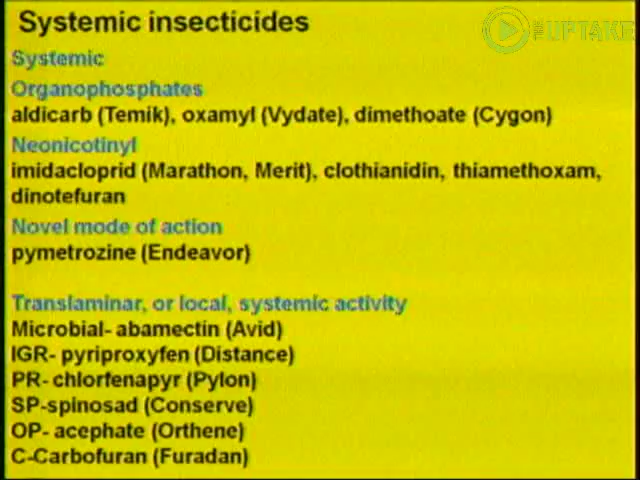 Systemic insecticides
THE UPTAKE
Systemic
Organophosphates
aldicarb (Temik), oxamyl (Vydate), dimethoate (Cygon)
Neonicotinyl
imidacloprid (Marathon, Merit), clothianidin, thiamethoxam,
dinotefuran
Novel mode of action
pymetrozine (Endeavor)
Translaminar, or local, systemic activity
Microbial- abamectin (Avid)
IGR- pyriproxyfen (Distance)
PR- chlorfenapyr (Pylon)
SP-spinosad (Conserve)
OP- acephate (Orthene)
C-Carbofuran (Furadan)